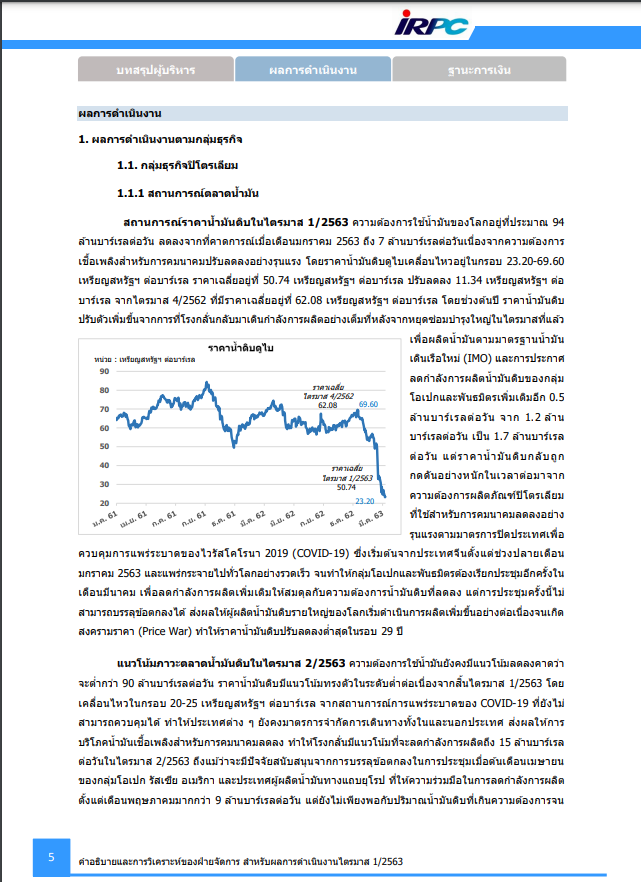 IRPC
บทสรุปผู้บริหาร
ผลการดำเนินงาน
ฐานะการเงิน
ผลการดำเนินงาน
1. ผลการดำเนินงานตามกลุ่มธุรกิจ
1.1. กลุ่มธุรกิจปิโตรเลียม
1.1.1 สถานการณ์ตลาดน้ำมัน
สถานการณ์ราคาน้ำมันดิบในไตรมาส 1/2563 ความต้องการใช้น้ำมันของโลกอยู่ที่ประมาณ 94
ล้านบาร์เรลต่อวัน ลดลงจากที่คาดการณ์เมื่อเดือนมกราคม 2563 ถึง 7 ล้านบาร์เรลต่อวันเนื่องจากความต้องการ
เชื้อเพลิงสำหรับการคมนาคมปรับลดลงอย่างรุนแรง โดยราคาน้ำมันดิบดูไบเคลื่อนไหวอยู่ในกรอบ 23.20-69.60
เหรียญสหรัฐฯ ต่อบาร์เรล ราคาเฉลี่ยอยู่ที่ 50.74 เหรียญสหรัฐฯ ต่อบาร์เรล ปรับลดลง 11.34 เหรียญสหรัฐฯ ต่อ
บาร์เรล จากไตรมาส 4/2562 ที่มีราคาเฉลี่ยอยู่ที่ 62.08 เหรียญสหรัฐฯ ต่อบาร์เรล โดยช่วงต้นปี ราคาน้ำมันดิบ
ปรับตัวเพิ่มขึ้นจากการที่โรงกลั่นกลับมาเดินกำลังการผลิตอย่างเต็มที่หลังจากหยุดซ่อมบำรุงใหญ่ในไตรมาสที่แล้ว
เพื่อผลิตน้ำมันตามมาตรฐานน้ำมัน
เดินเรือใหม่ (IMO) และการประกาศ
ลดกำลังการผลิตน้ำมันดิบของกลุ่ม
โอเปกและพันธมิตรเพิ่มเติมอีก 0.5
ล้านบาร์เรลต่อวัน จาก 1.2 ล้าน
บาร์เรลต่อวัน เป็น 1.7 ล้านบาร์เรล
ต่อวัน แต่ราคาน้ำมันดิบกลับถูก
กดดันอย่างหนักในเวลาต่อมาจาก
ความต้องการผลิตภัณฑ์ปิโตรเลียม
ที่ใช้สำหรับการคมนาคมลดลงอย่าง
รุนแรงตามมาตรการปิดประเทศเพื่อ
ราคาน้ำมันดิบดูไบ
หน่วย : เหรียญสหรัฐฯ ต่อบาร์เรล
90
80
70
60
50
40
30
20
ราคาเฉลี่ย
ไตรมาส 4/2562
62.08
69.60
ราคาเฉลี่ย
ไตรมาส 1/2563
50.74
23.20
ม.ค. 61
เม.ย. 61
ก.ค. 61
ก.ย. 61
ธ.ค. 61
มี.ค. 62
มิ.ย. 62
ก.ย. 62
ธ.ค. 62
มี.ค. 63
ควบคุมการแพร่ระบาดของไวรัสโคโรนา 2019 (COVID-19) ซึ่งเริ่มต้นจากประเทศจีนตั้งแต่ช่วงปลายเดือน
มกราคม 2563 และแพร่กระจายไปทั่วโลกอย่างรวดเร็ว จนทำให้กลุ่มโอเปกและพันธมิตรต้องเรียกประชุมอีกครั้งใน
เดือนมีนาคม เพื่อลดกำลังการผลิตเพิ่มเติมให้สมดุลกับความต้องการน้ำมันดิบที่ลดลง แต่การประชุมครั้งนี้ไม่
สามารถบรรลุข้อตกลงได้ ส่งผลให้ผู้ผลิตน้ำมันรายใหญ่ของโลกเริ่มดำเนินการผลิตเพิ่มขึ้นอย่างต่อเนื่องจนเกิด
สงครามราคา (Price War) ทำให้ราคาน้ำมันดิบปรับลดลงต่ำสุดในรอบ 29 ปี
แนวโน้มภาวะตลาดน้ำมันดิบในไตรมาส 2/2563 ความต้องการใช้น้ำมันยังคงมีแนวโน้มลดลงคาดว่า
จะต่ำกว่า 90 ล้านบาร์เรลต่อวัน ราคาน้ำมันดิบมีแนวโน้มทรงตัวในระดับต่ำต่อเนื่องจากสิ้นไตรมาส 1/2563 โดย
เคลื่อนไหวในกรอบ 20-25 เหรียญสหรัฐฯ ต่อบาร์เรล จากสถานการณ์การแพร่ระบาดของ COVID-19 ที่ยังไม่
สามารถควบคุมได้ ทำให้ประเทศต่าง ๆ ยังคงมาตรการจำกัดการเดินทางทั้งในและนอกประเทศ ส่งผลให้การ
บริโภคน้ำมันเชื้อเพลิงสำหรับการคมนาคมลดลง ทำให้โรงกลั่นมีแนวโน้มที่จะลดกำลังการผลิตถึง 15 ล้านบาร์เรล
ต่อวันในไตรมาส 2/2563 ถึงแม้ว่าจะมีปัจจัยสนับสนุนจากการบรรลุข้อตกลงในการประชุมเมื่อต้นเดือนเมษายน
ของกลุ่มโอเปก รัสเซีย อเมริกา และประเทศผู้ผลิตน้ำมันทางแถบยุโรป ที่ให้ความร่วมมือในการลดกำลังการผลิต
ตั้งแต่เดือนพฤษภาคมมากกว่า 9 ล้านบาร์เรลต่อวัน แต่ยังไม่เพียงพอกับปริมาณน้ำมันดิบที่เกินความต้องการจน
5
คำอธิบายและการวิเคราะห์ของฝ่ายจัดการ สำหรับผลการดำเนินงานไตรมาส 1/2563